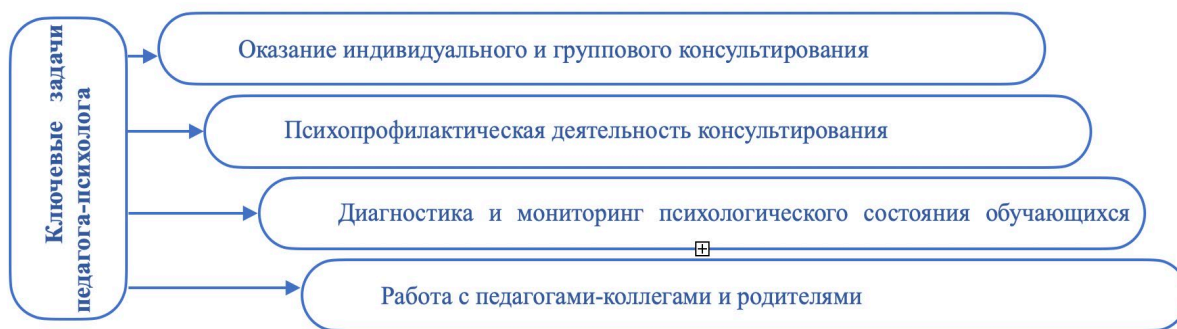 Ключевые задачи
педагога-психолога
Оказание индивидуального и группового консультирования
Психопрофилактическая деятельность консультирования
Диагностика и мониторинг психологического состояния обучающихся
Работа с педагогами-коллегами и родителями